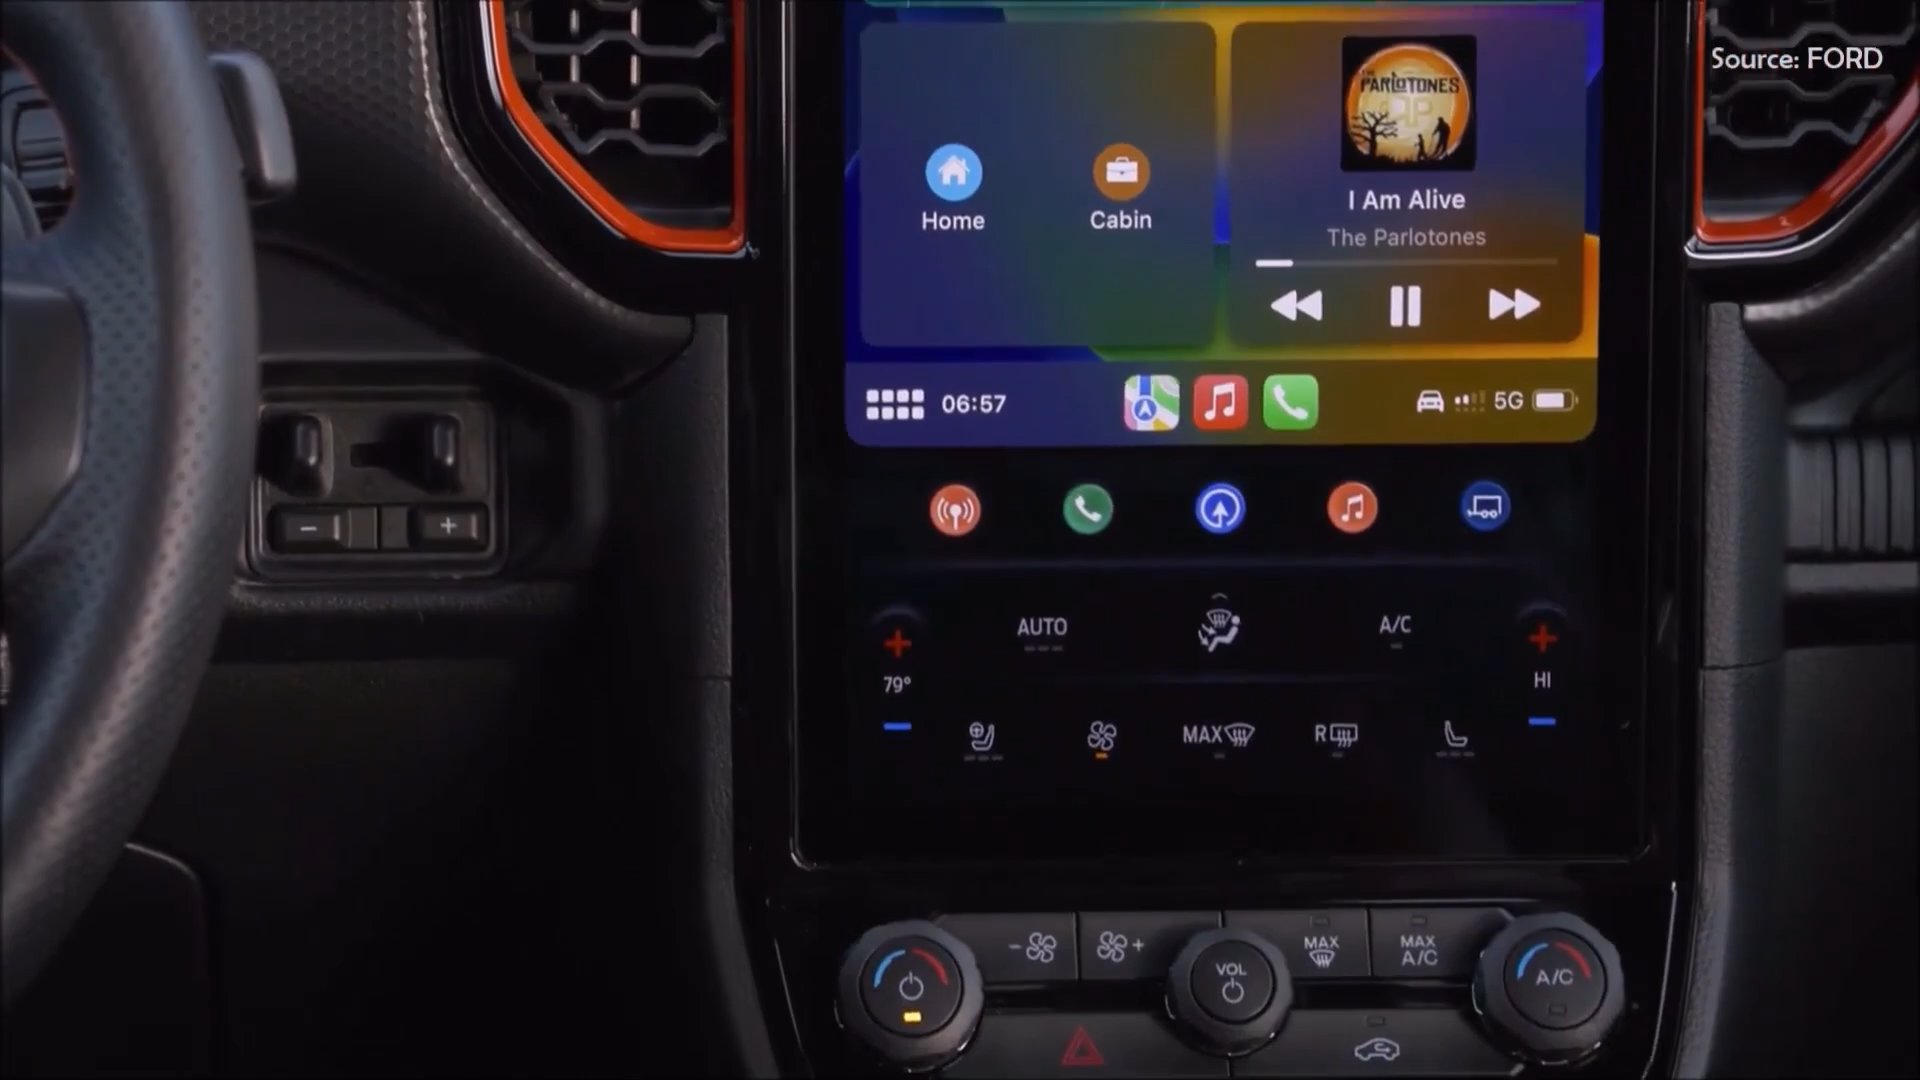 Source: FORD
THE
PARLOTONES
I Am Alive
The Parlotones
Home
Cabin
06:57
5G
AUTO
A/C
79°
HI
MAX
R
VOL
MAX
MAX
A/C
A/C